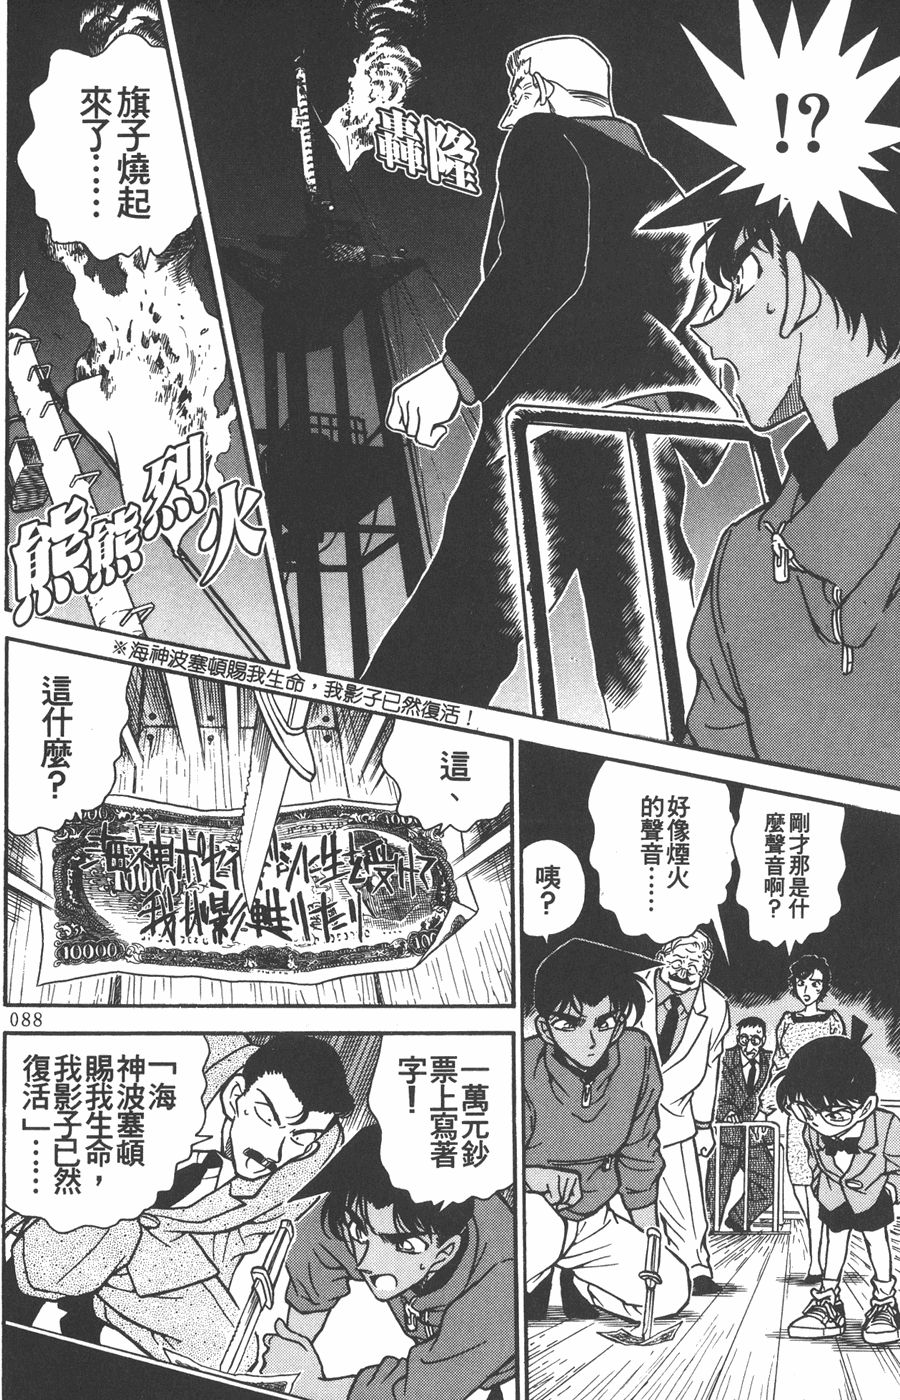 !?
轟隆
旗子燒起
來了……
熊熊烈火
剛才那是什
麼聲音啊?
好像煙火
的聲音……
咦?
※海神波塞頓賜我生命，我影子已然復活！
這、
這什麼?
10000
088
一萬元鈔
票上寫著
字！
「海
神波塞頓
賜我生命，
我影子已然
復活」……